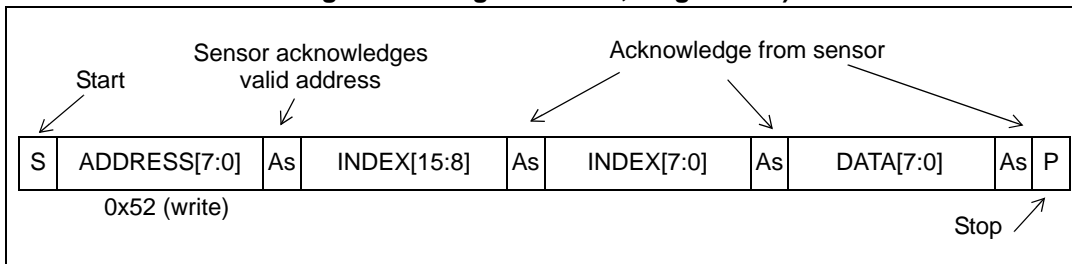 Sensor acknowledges
valid address
Acknowledge from sensor
Start
S ADDRESS[7:0] As INDEX[15:8] As INDEX[7:0] As DATA[7:0] As P
0x52 (write)
Stop